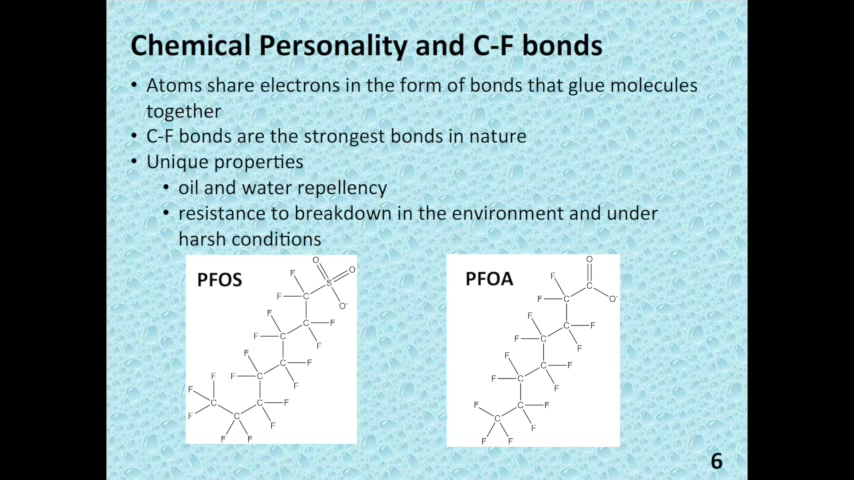 Chemical Personality and C-F bonds
• Atoms share electrons in the form of bonds that glue molecules
together
• C-F bonds are the strongest bonds in nature
• Unique properties
• oil and water repellency
• resistance to breakdown in the environment and under
harsh conditions
PFOS
O
F O
S
F C
O-
F
C F
F C
F
F
C F
F F C
F
F
C C F
F C
F
F F
PFOA
O
F
C
F C O-
F
C F
F C
F
F
C F
F C
F
F C F
C
F
F F
6